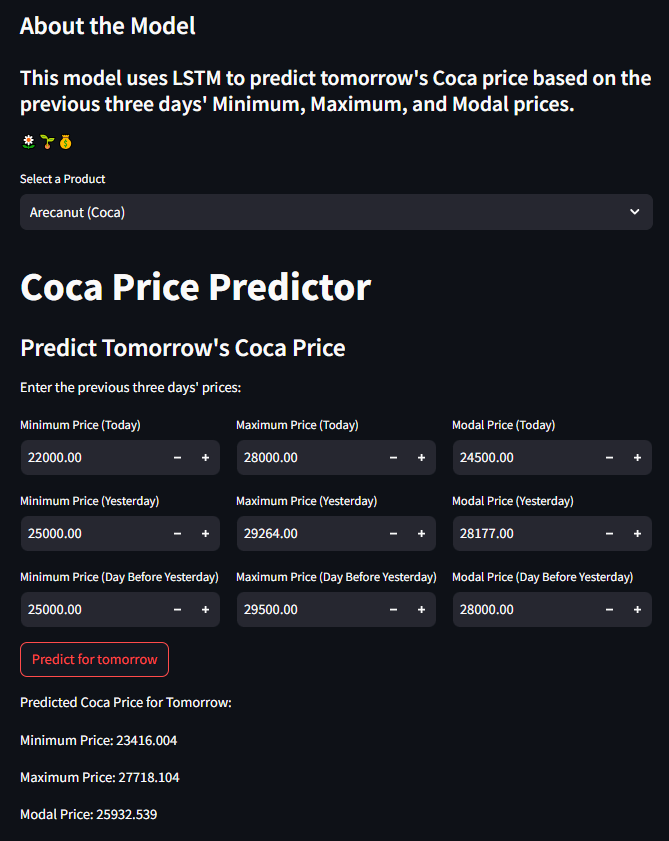 About the Model
This model uses LSTM to predict tomorrow's Coca price based on the
previous three days' Minimum, Maximum, and Modal prices.
Select a Product
Arecanut (Coca)
Coca Price Predictor
Predict Tomorrow's Coca Price
Enter the previous three days' prices:
Minimum Price (Today) Maximum Price (Today) Modal Price (Today)
22000.00 − + 28000.00 − + 24500.00 − +
Minimum Price (Yesterday) Maximum Price (Yesterday) Modal Price (Yesterday)
25000.00 − + 29264.00 − + 28177.00 − +
Minimum Price (Day Before Yesterday) Maximum Price (Day Before Yesterday) Modal Price (Day Before Yesterday)
25000.00 − + 29500.00 − + 28000.00 − +
Predict for tomorrow
Predicted Coca Price for Tomorrow:
Minimum Price: 23416.004
Maximum Price: 27718.104
Modal Price: 25932.539